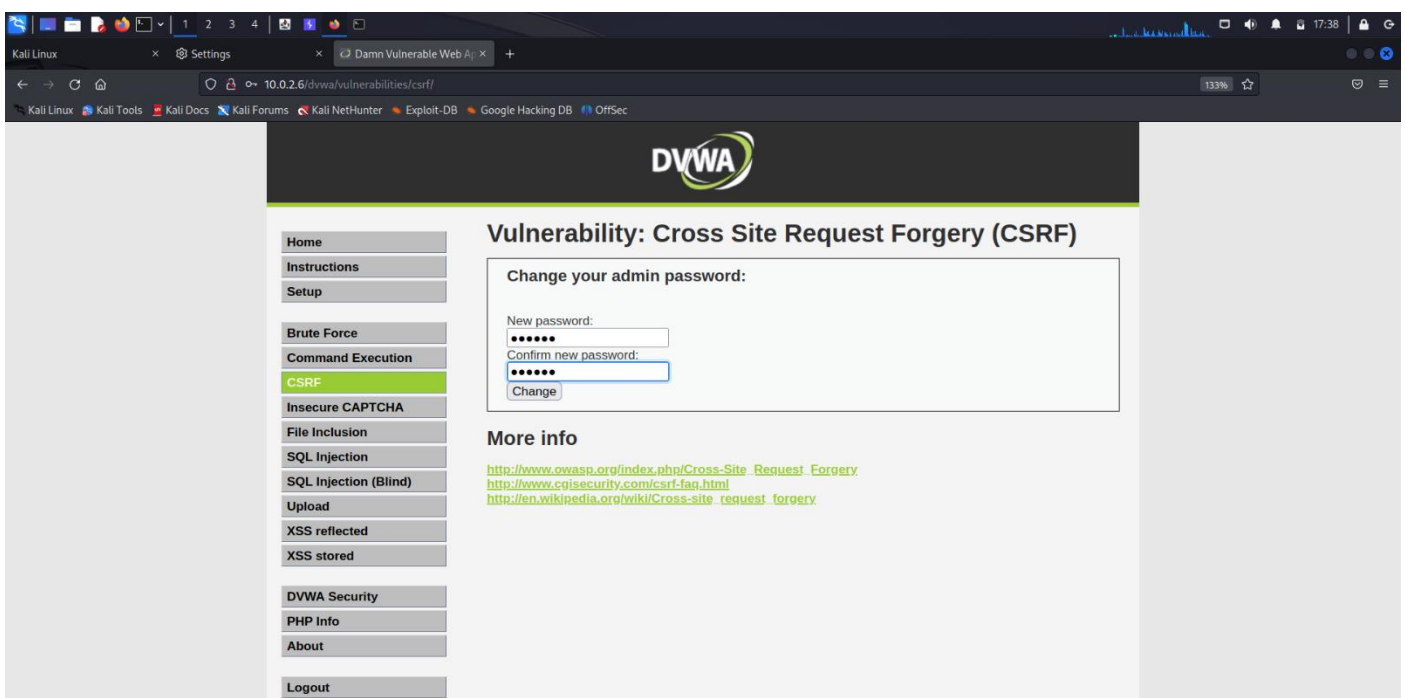 1 2 3 4
17:38
Kali Linux
Settings
Damn Vulnerable Web Ap
10.0.2.6/dvwa/vulnerabilities/csrf/
133%
Kali Linux Kali Tools Kali Docs Kali Forums Kali NetHunter Exploit-DB Google Hacking DB OffSec
DVWA
Home
Instructions
Setup
Brute Force
Command Execution
CSRF
Insecure CAPTCHA
File Inclusion
SQL Injection
SQL Injection (Blind)
Upload
XSS reflected
XSS stored
DVWA Security
PHP Info
About
Logout
Vulnerability: Cross Site Request Forgery (CSRF)
Change your admin password:
New password:
••••••
Confirm new password:
••••••
Change
More info
http://www.owasp.org/index.php/Cross-Site_Request_Forgery
http://www.cgisecurity.com/csrf-faq.html
http://en.wikipedia.org/wiki/Cross-site_request_forgery